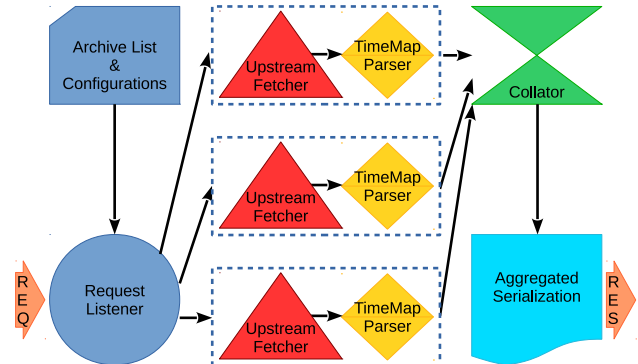 Archive List
&
Configurations
Upstream
Fetcher
TimeMap
Parser
Collator
Upstream
Fetcher
TimeMap
Parser
REQ
Request
Listener
Upstream
Fetcher
TimeMap
Parser
Aggregated
Serialization
RES